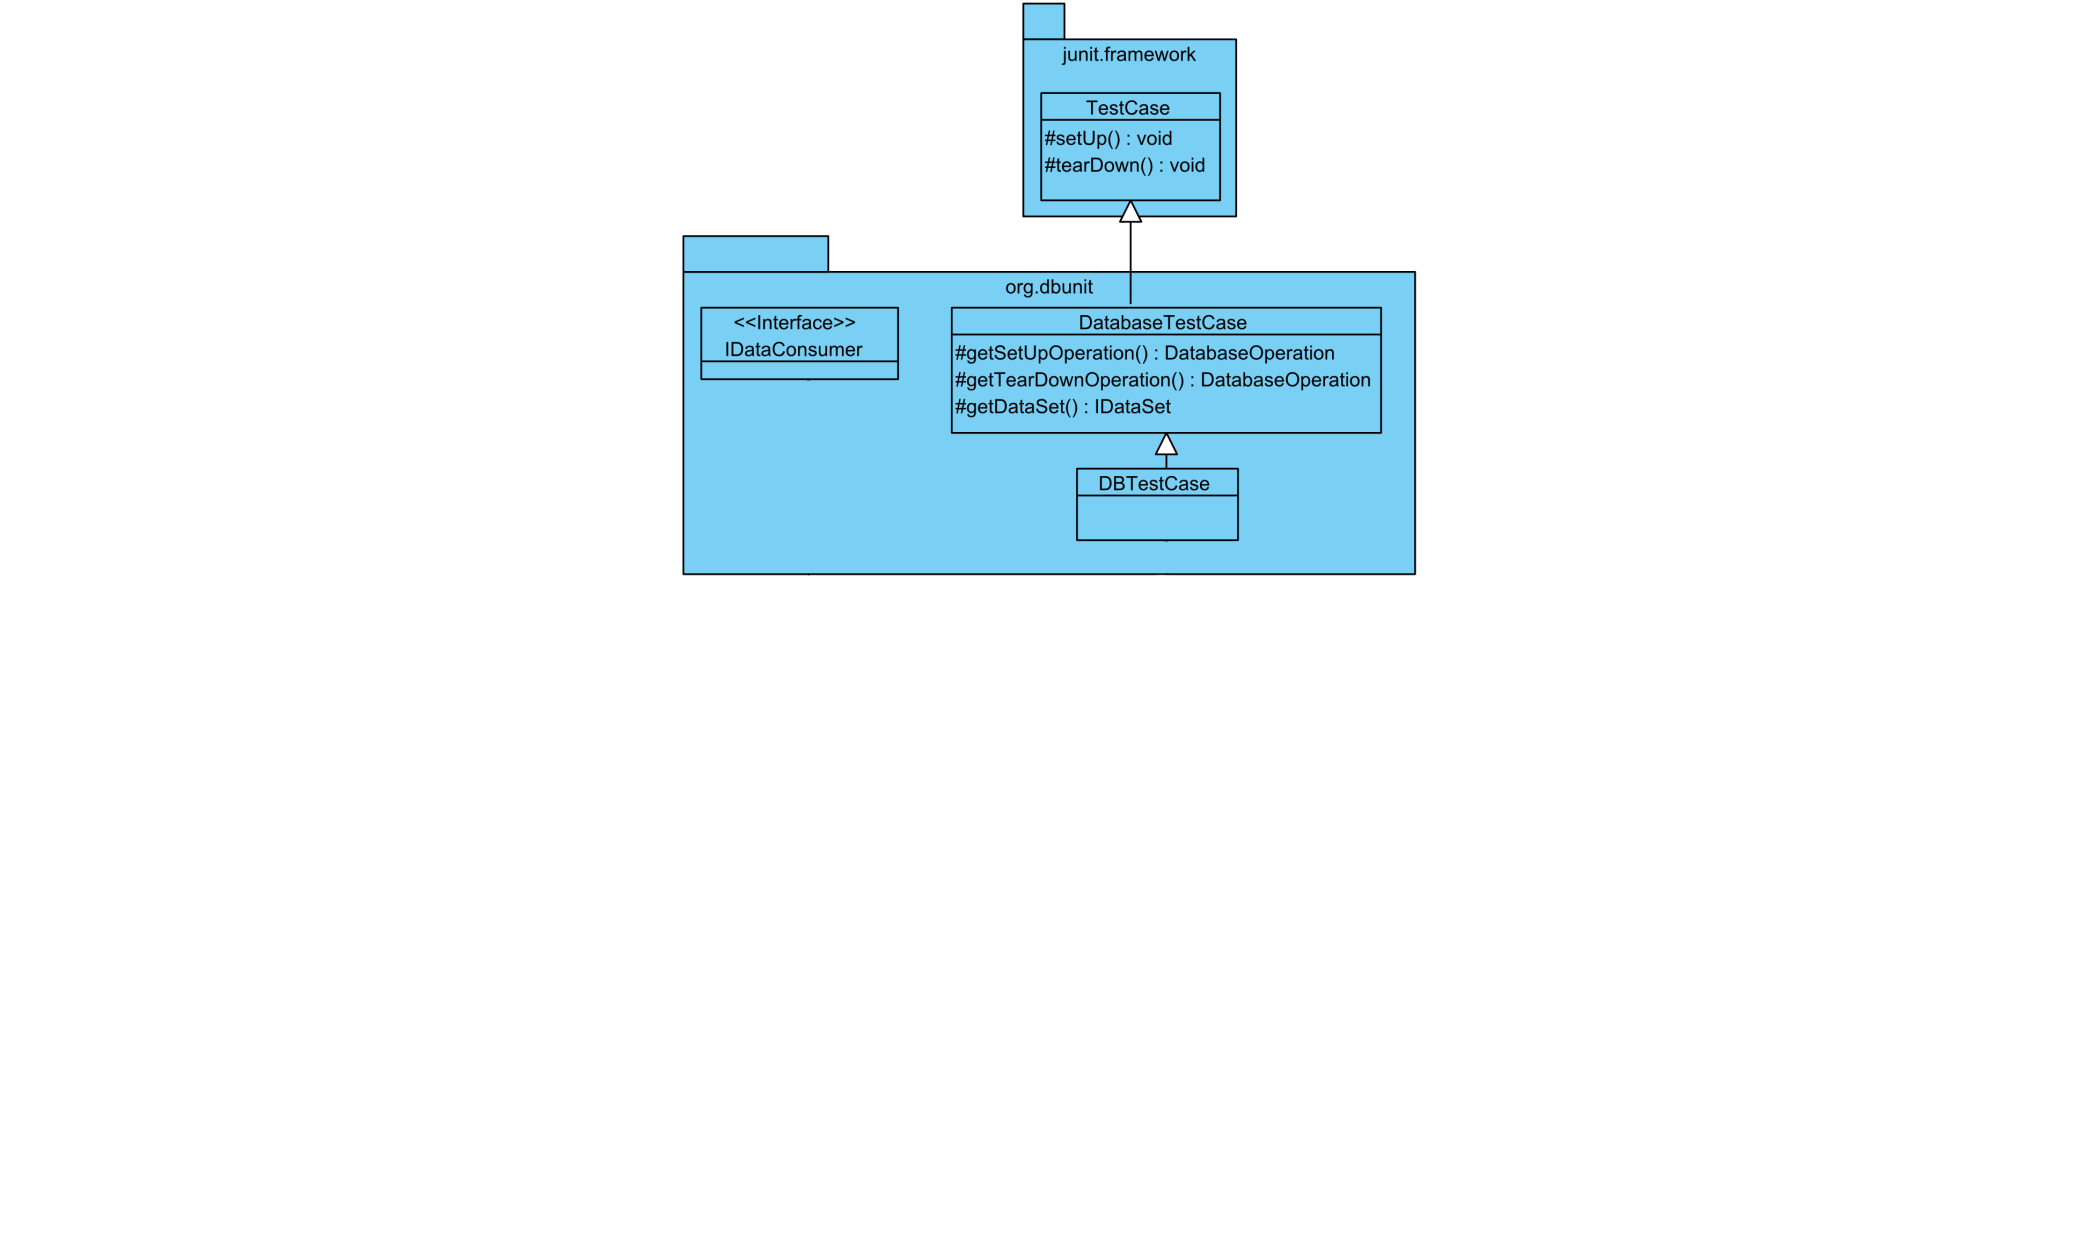 junit.framework
TestCase
#setUp() : void
#tearDown() : void
org.dbunit
<<Interface>>
IDataConsumer
DatabaseTestCase
#getSetUpOperation() : DatabaseOperation
#getTearDownOperation() : DatabaseOperation
#getDataSet() : IDataSet
DBTestCase